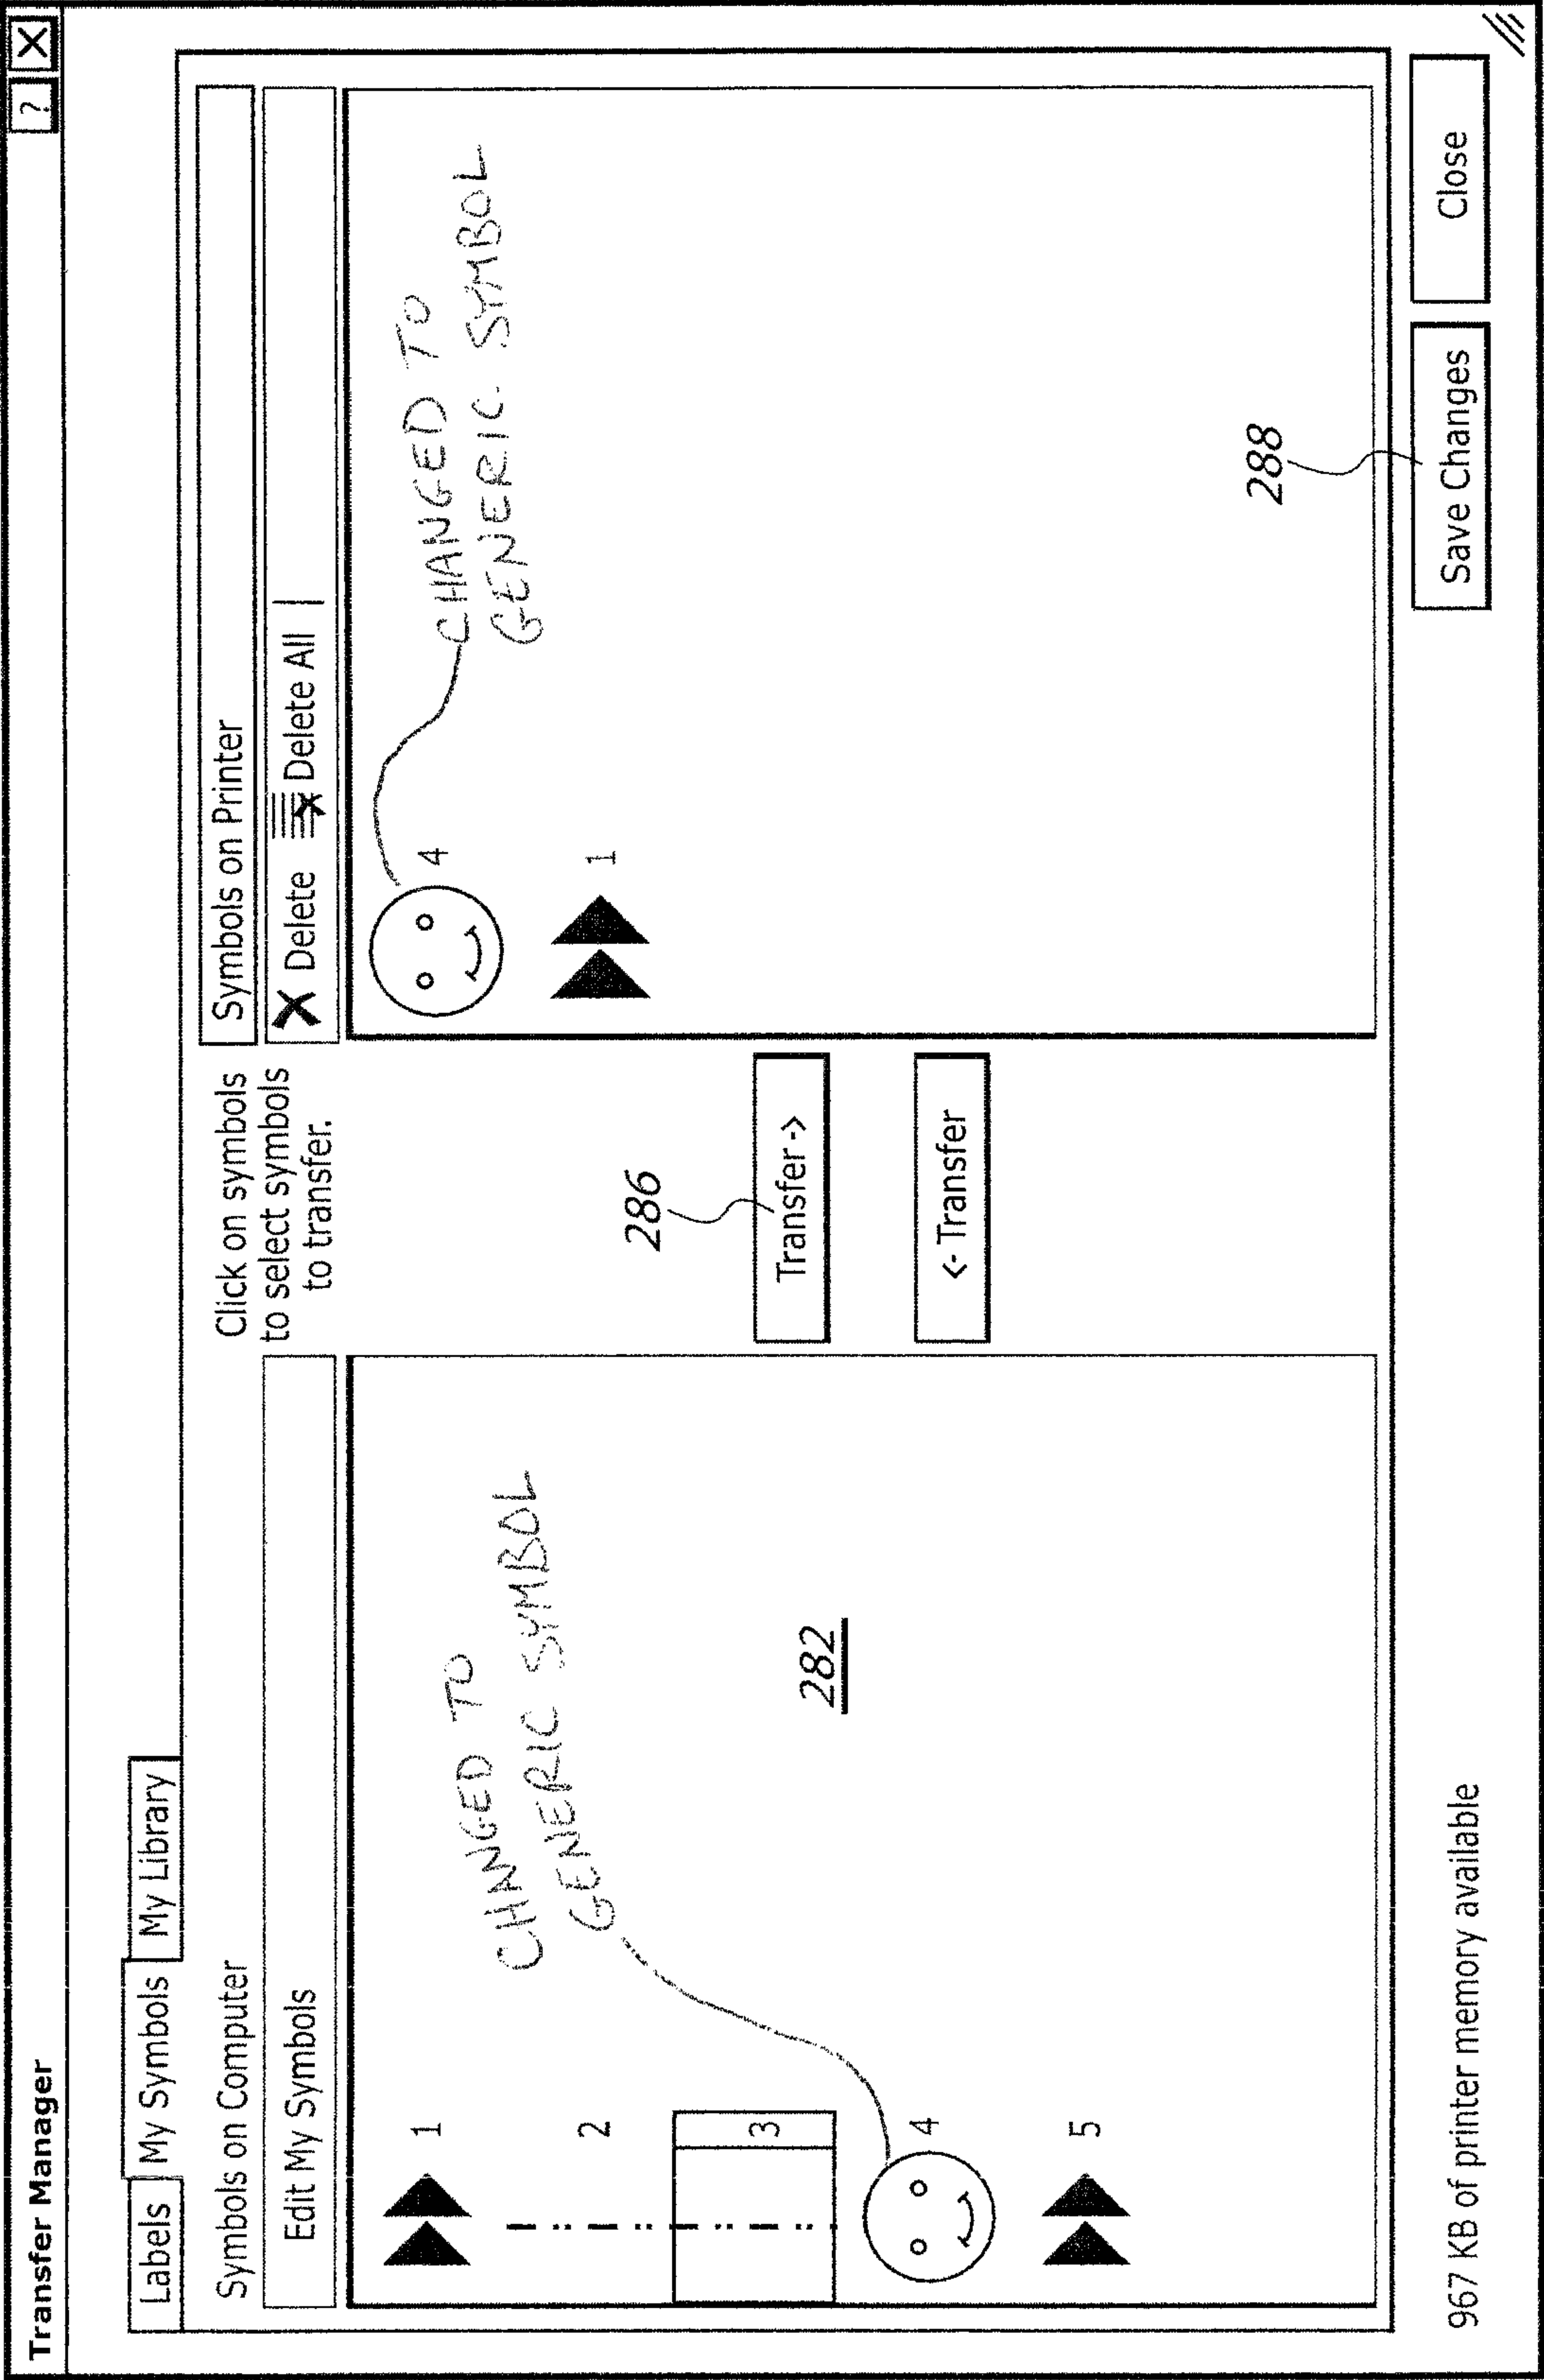 Transfer Manager
? X
Labels My Symbols My Library
Symbols on Computer
Edit My Symbols
1
2
3
4
5
CHANGED TO
GENERIC SYMBOL
282
Click on symbols
to select symbols
to transfer.
286
Transfer ->
<- Transfer
Symbols on Printer
X Delete Delete All
4
1
CHANGED TO
GENERIC SYMBOL
288
967 KB of printer memory available
Save Changes
Close